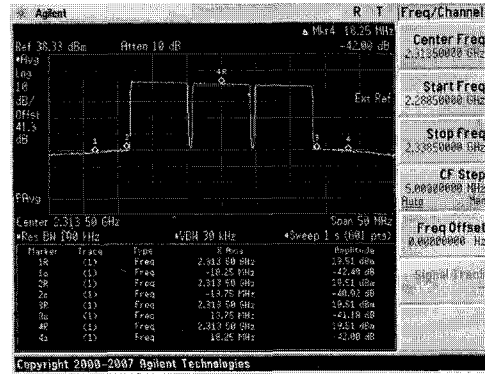 Agilent R T Freq/Channel
Δ Mkr4 18.25 MHz
Ref 38.33 dBm Atten 10 dB -42.00 dB
#Avg
Log
10
dB/
Offst
41.3
dB
4R
1 2 3 4
Ext Ref
PAvg
Center 2.313 50 GHz Span 50 MHz
#Res BW 100 kHz #VBW 30 kHz #Sweep 1 s (601 pts)
Marker Trace Type X Axis Amplitude
1R (1) Freq 2.313 50 GHz 19.51 dBm
1Δ (1) Freq -18.25 MHz -42.49 dB
2R (1) Freq 2.313 50 GHz 19.51 dBm
2Δ (1) Freq -13.75 MHz -40.92 dB
3R (1) Freq 2.313 50 GHz 19.51 dBm
3Δ (1) Freq 13.75 MHz -41.18 dB
4R (1) Freq 2.313 50 GHz 19.51 dBm
4Δ (1) Freq 18.25 MHz -42.00 dB
Center Freq
2.31350000 GHz
Start Freq
2.28850000 GHz
Stop Freq
2.33850000 GHz
CF Step
5.00000000 MHz
Auto Man
Freq Offset
0.00000000 Hz
Signal Track
Copyright 2000-2007 Agilent Technologies